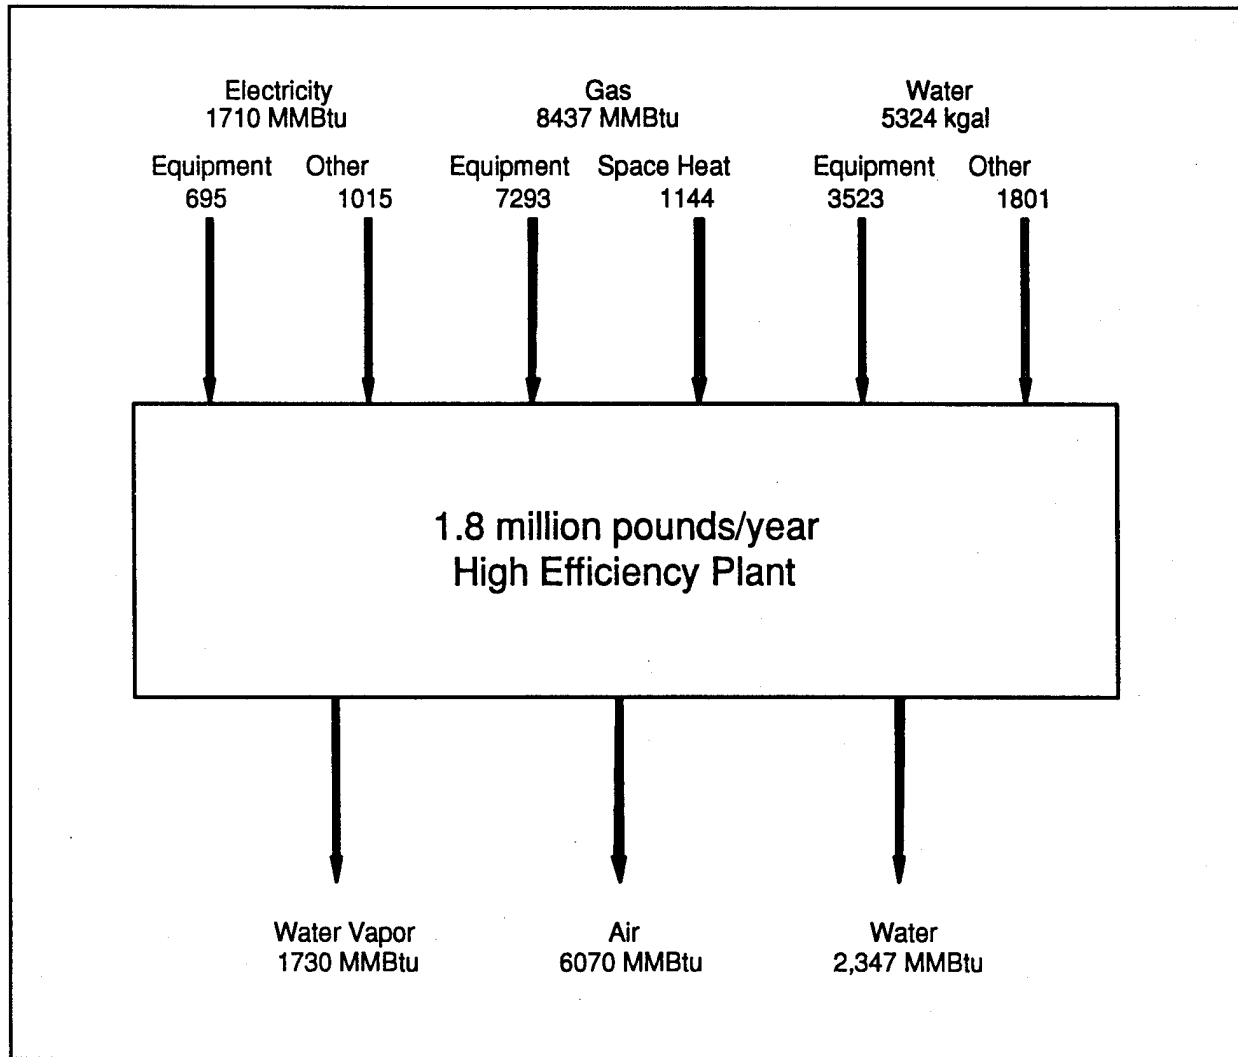 Electricity
1710 MMBtu
Gas
8437 MMBtu
Water
5324 kgal
Equipment
695
Other
1015
Equipment
7293
Space Heat
1144
Equipment
3523
Other
1801
1.8 million pounds/year
High Efficiency Plant
Water Vapor
1730 MMBtu
Air
6070 MMBtu
Water
2,347 MMBtu